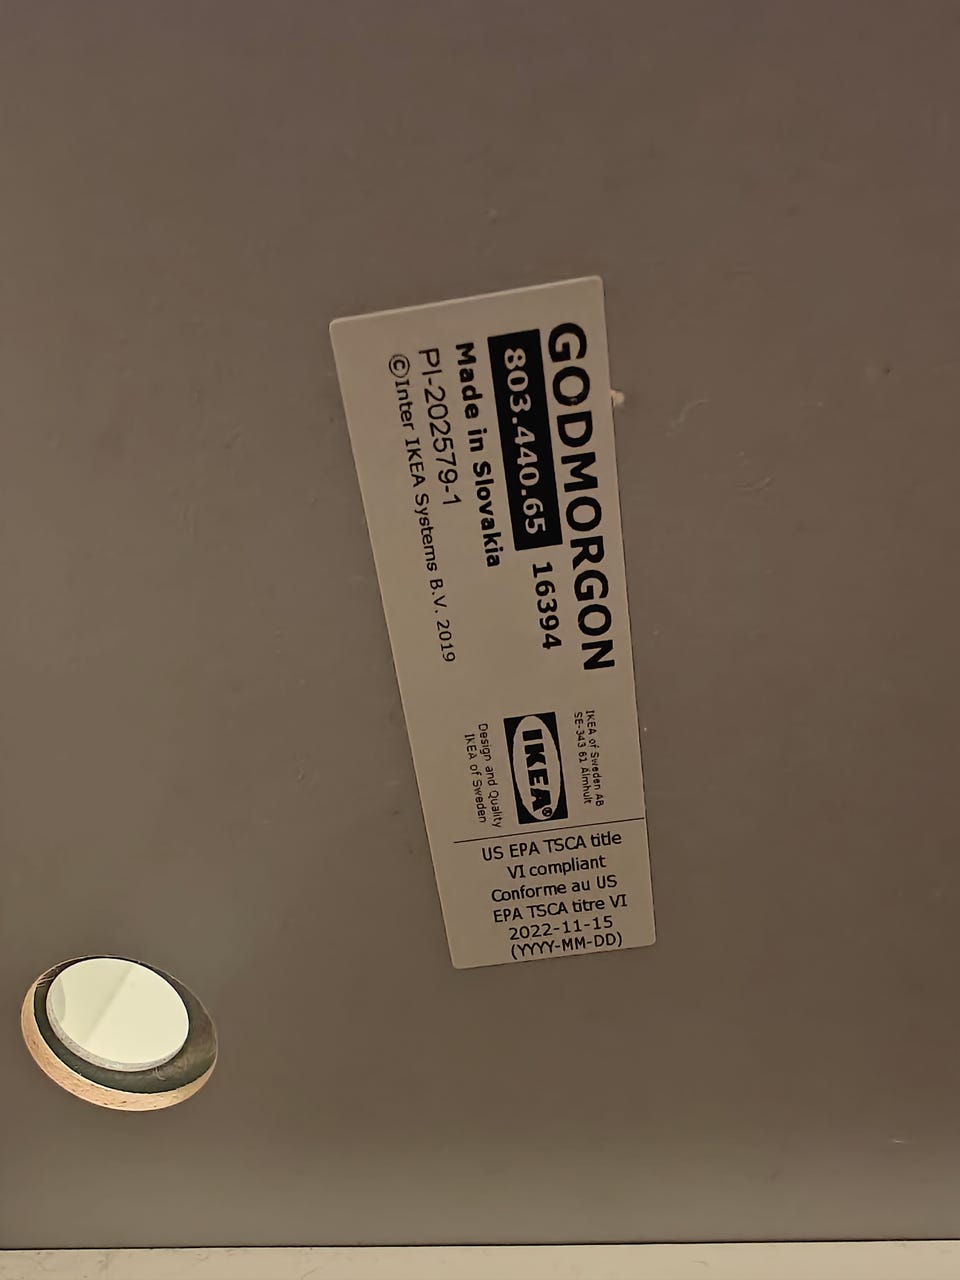 GODMORGON
803.440.65 16394
Made in Slovakia
PI-202579-1
©Inter IKEA Systems B.V. 2019
IKEA of Sweden AB
SE-343 81 Älmhult
IKEA®
Design and Quality
IKEA of Sweden
US EPA TSCA title
VI compliant
Conforme au US
EPA TSCA titre VI
2022-11-15
(YYYY-MM-DD)